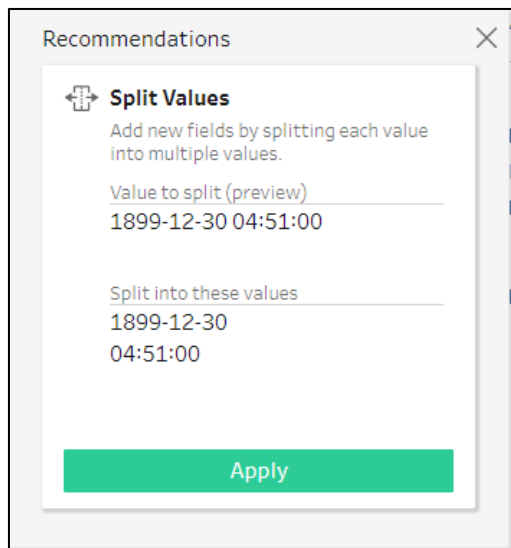 Recommendations
Split Values
Add new fields by splitting each value
into multiple values.
Value to split (preview)
1899-12-30 04:51:00
Split into these values
1899-12-30
04:51:00
Apply